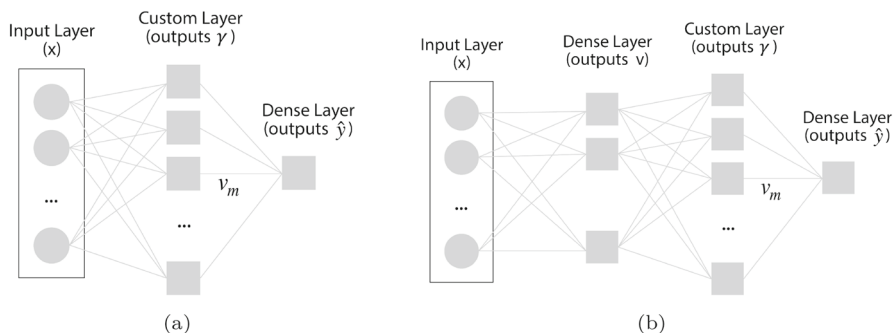 Input Layer
(x)
Custom Layer
(outputs γ )
Dense Layer
(outputs ŷ)
...
...
v_m
(a)
Input Layer
(x)
Dense Layer
(outputs v)
Custom Layer
(outputs γ)
Dense Layer
(outputs ŷ)
...
...
v_m
(b)